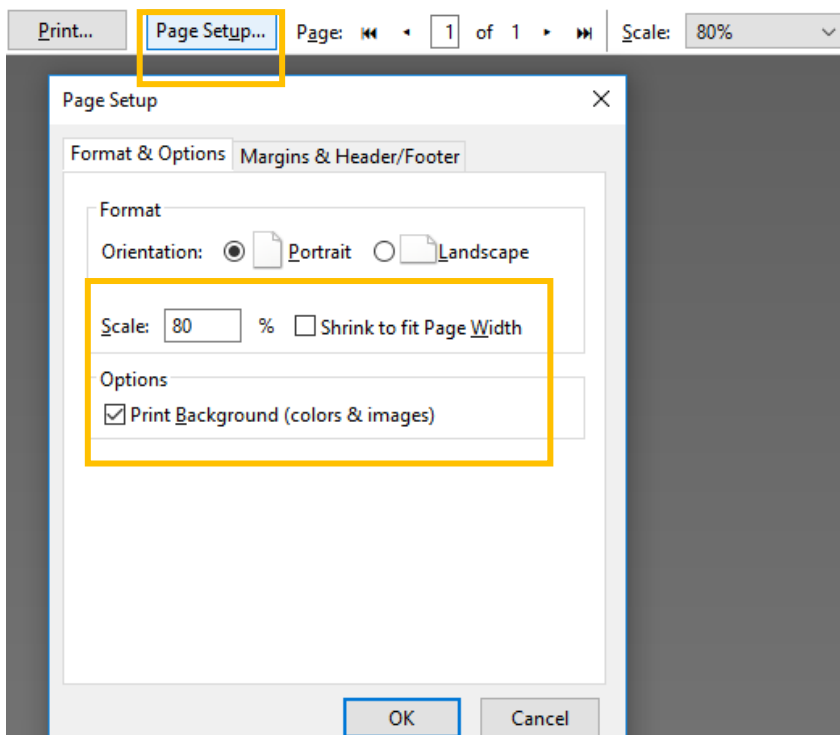 Print... Page Setup... Page: 1 of 1 Scale: 80%
Page Setup
Format & Options Margins & Header/Footer
Format
Orientation: Portrait Landscape
Scale: 80 % Shrink to fit Page Width
Options
Print Background (colors & images)
OK Cancel